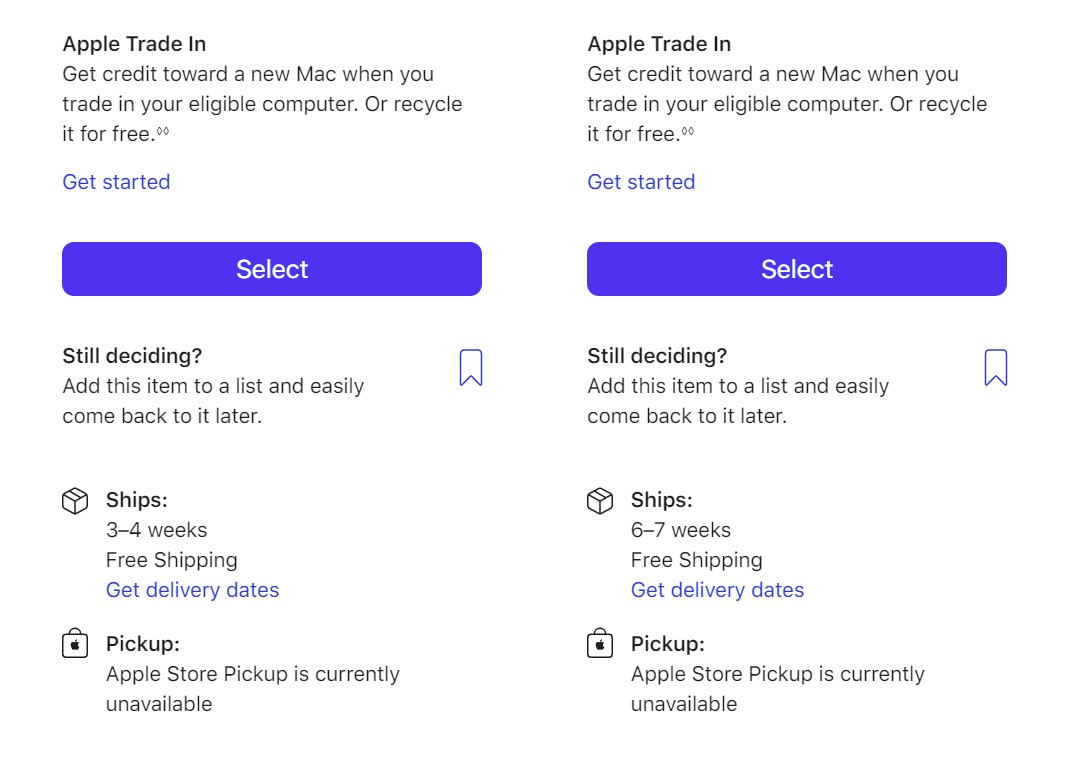 Apple Trade In
Get credit toward a new Mac when you
trade in your eligible computer. Or recycle
it for free.◊◊
Get started
Select
Still deciding?
Add this item to a list and easily
come back to it later.
Ships:
3–4 weeks
Free Shipping
Get delivery dates
Pickup:
Apple Store Pickup is currently
unavailable
Apple Trade In
Get credit toward a new Mac when you
trade in your eligible computer. Or recycle
it for free.◊◊
Get started
Select
Still deciding?
Add this item to a list and easily
come back to it later.
Ships:
6–7 weeks
Free Shipping
Get delivery dates
Pickup:
Apple Store Pickup is currently
unavailable